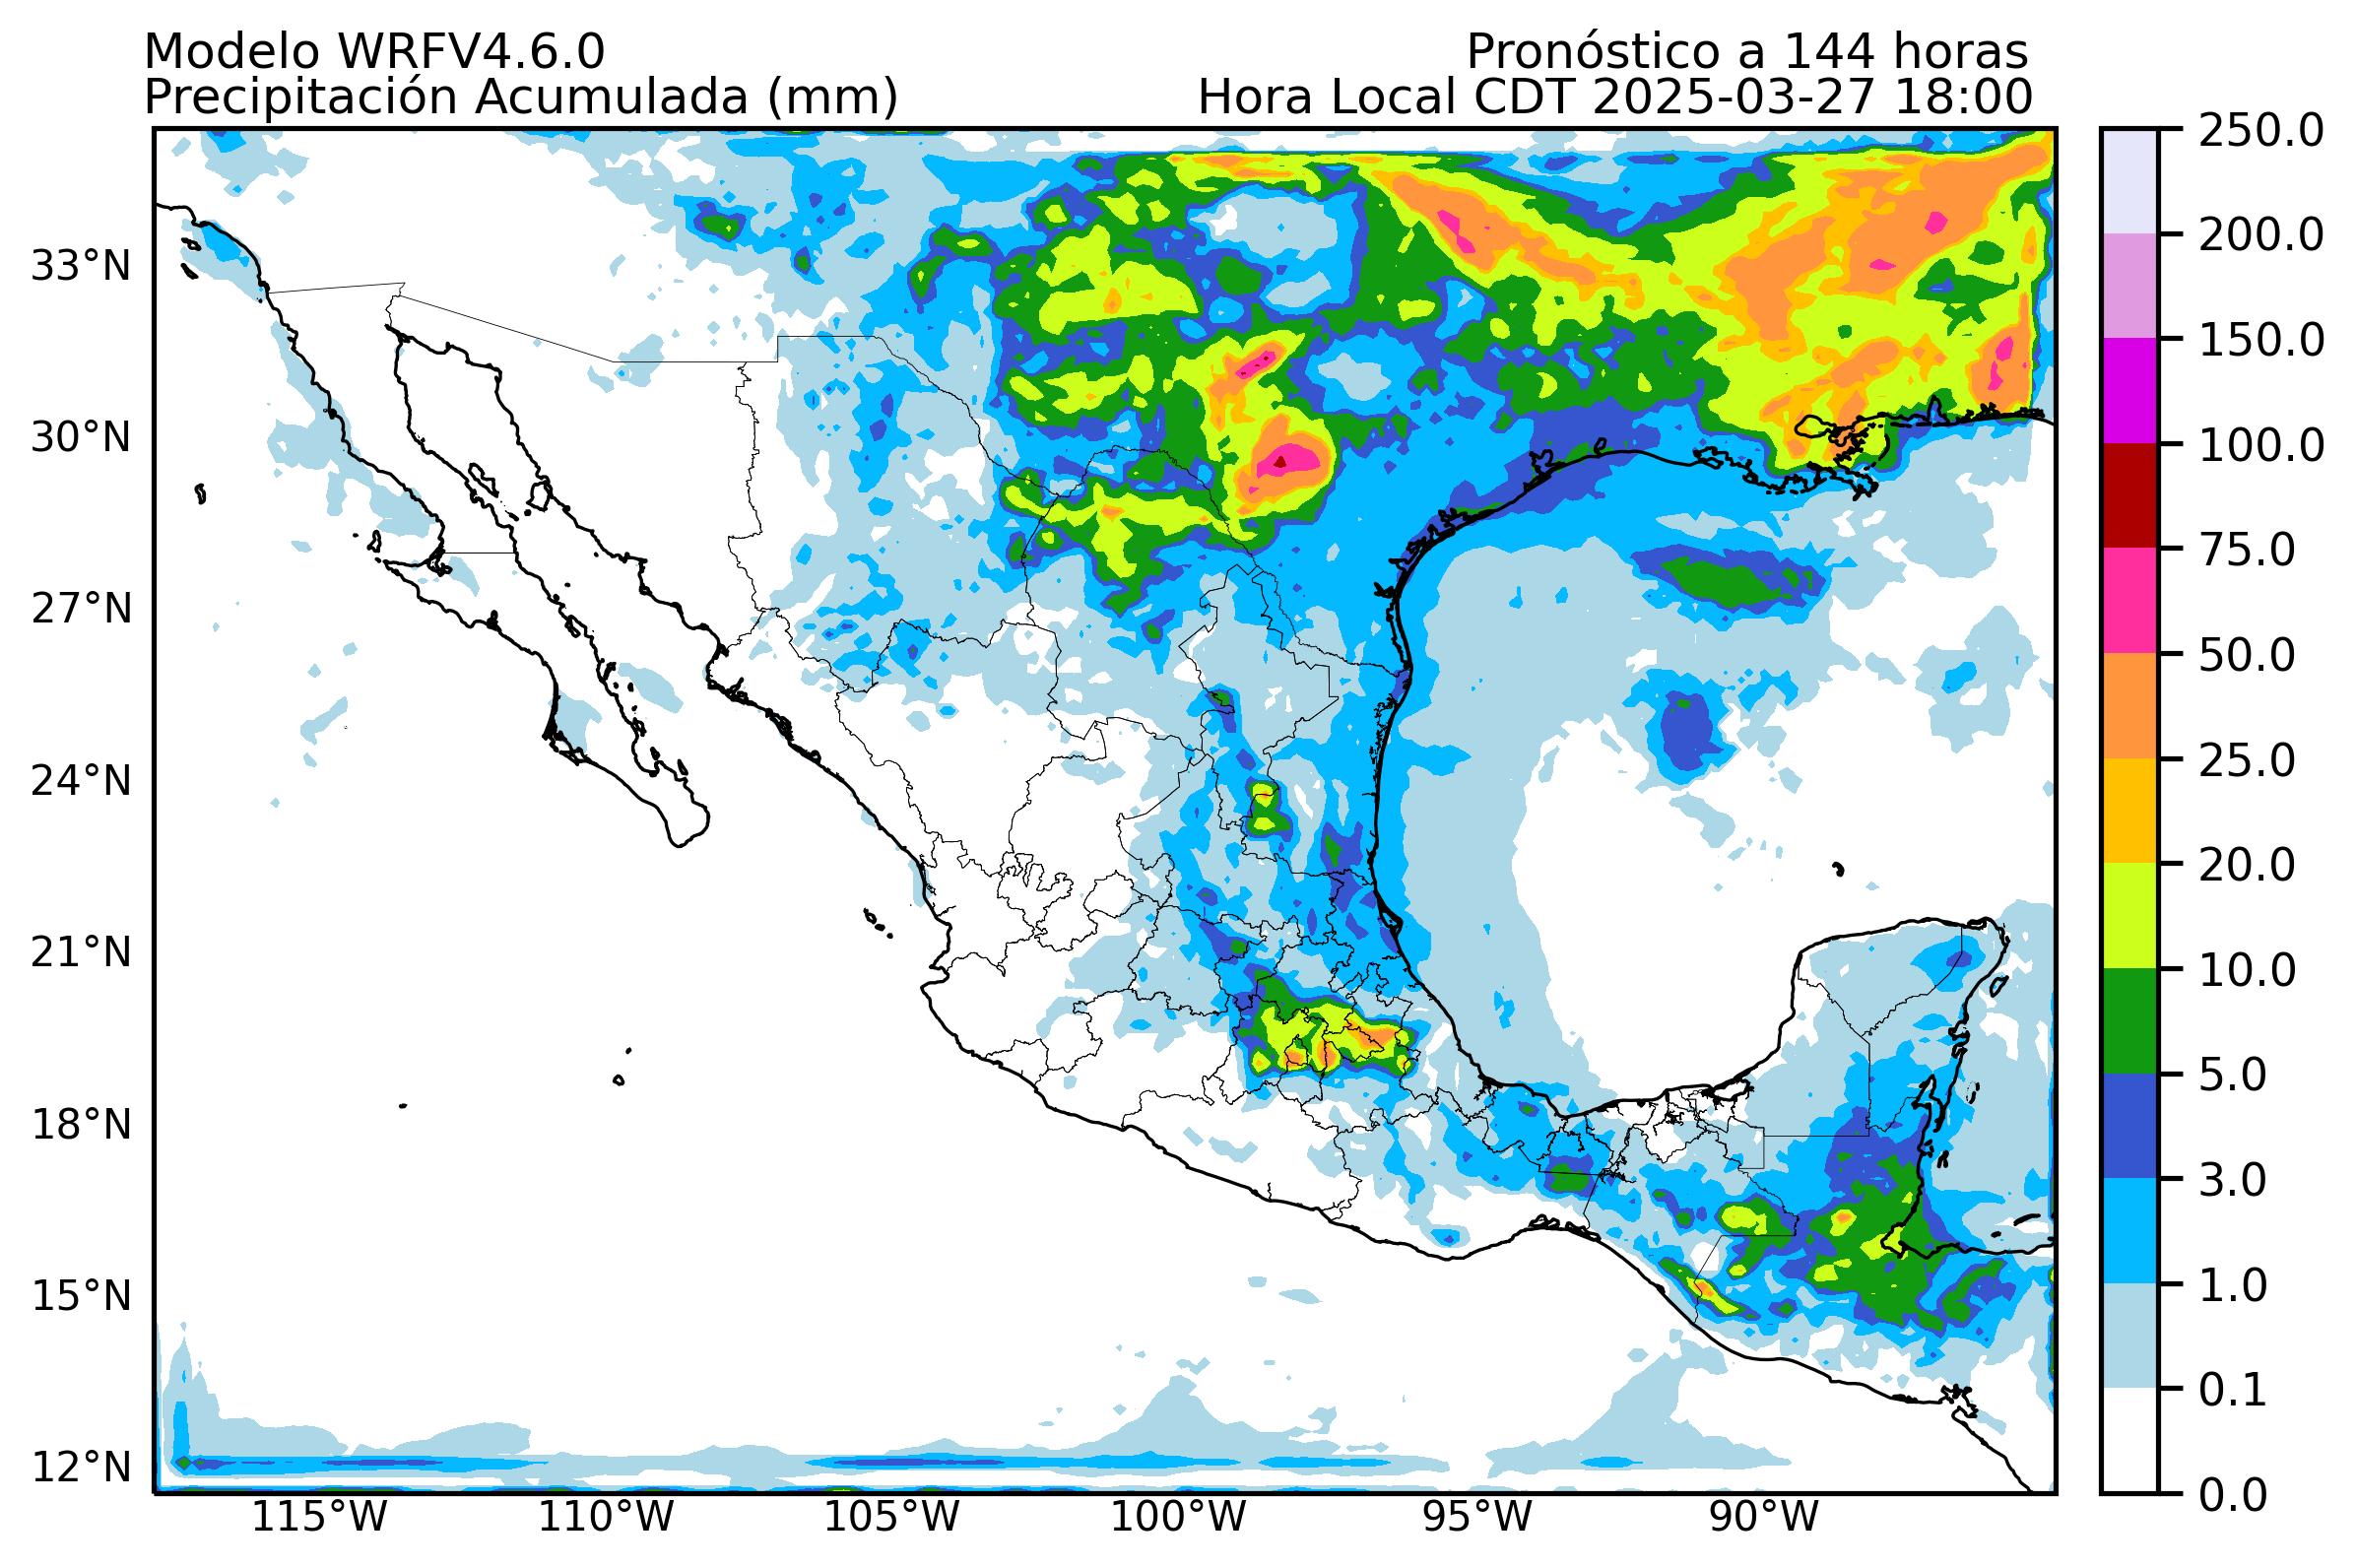 Modelo WRFV4.6.0
Pronóstico a 144 horas
Precipitación Acumulada (mm)
Hora Local CDT 2025-03-27 18:00
250.0
200.0
150.0
100.0
75.0
50.0
25.0
20.0
10.0
5.0
3.0
1.0
0.1
0.0
33°N
30°N
27°N
24°N
21°N
18°N
15°N
12°N
115°W
110°W
105°W
100°W
95°W
90°W